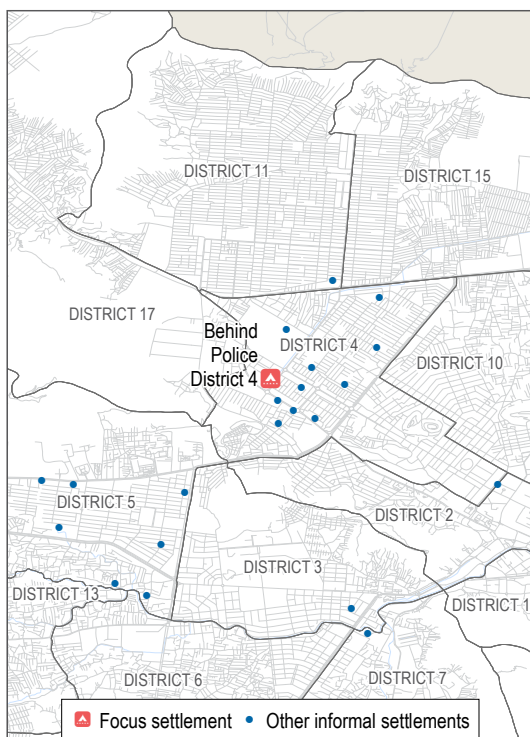 DISTRICT 11
DISTRICT 15
DISTRICT 17
Behind
Police
District 4
DISTRICT 4
DISTRICT 10
DISTRICT 5
DISTRICT 2
DISTRICT 3
DISTRICT 13
DISTRICT 1
DISTRICT 6
DISTRICT 7
Focus settlement
Other informal settlements